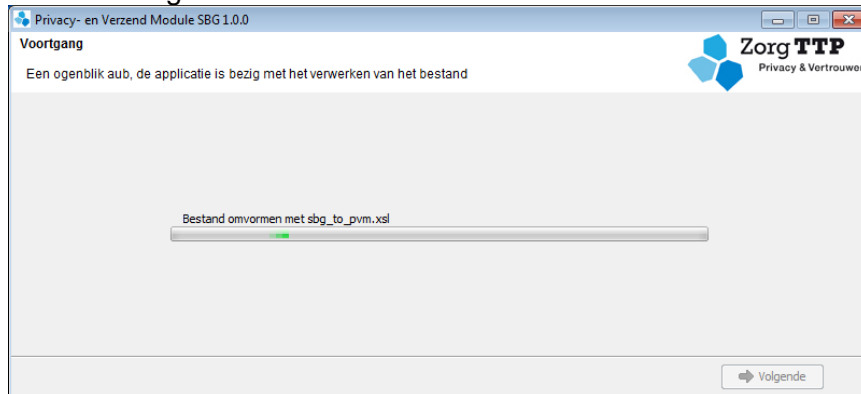 Privacy- en Verzend Module SBG 1.0.0
Voortgang
Een ogenblik aub, de applicatie is bezig met het verwerken van het bestand
Zorg TTP
Privacy & Vertrouwen
Bestand omvormen met sbg_to_pvm.xsl
Volgende